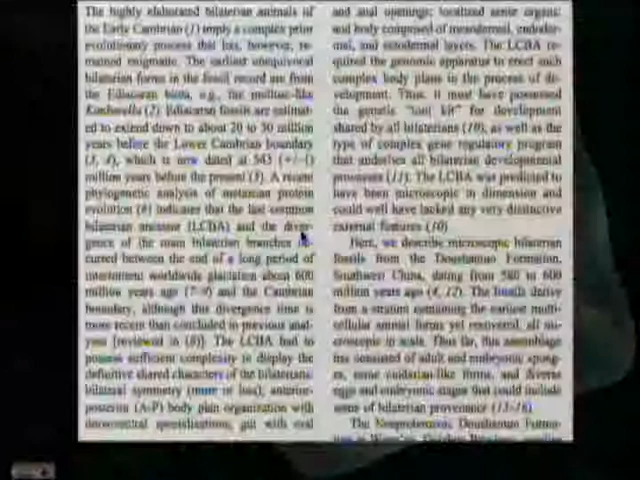 The highly elaborated bilaterian animals of
the Early Cambrian (1) imply a complex prior
evolutionary process that has, however, re-
mained enigmatic. The earliest unequivocal
bilaterian forms in the fossil record are from
the Ediacaran biota, e.g., the mollusc-like
Kimberella (2). Ediacaran fossils are estimat-
ed to extend down to about 20 to 30 million
years before the Lower Cambrian boundary
(3, 4), which is now dated at 543 (+/-1)
million years before the present (5). A recent
phylogenetic analysis of metazoan protein
evolution (6) indicates that the last common
bilaterian ancestor (LCBA) and the diver-
gence of the main bilaterian branches oc-
curred between the end of a long period of
intermittent worldwide glaciation about 600
million years ago (7-9) and the Cambrian
boundary, although this divergence time is
more recent than concluded in previous anal-
yses [reviewed in (6)]. The LCBA had to
possess sufficient complexity to display the
definitive shared characters of the bilaterians:
bilateral symmetry (more or less), anterior-
posterior (A-P) body plan organization with
dorsoventral specializations, gut with oral
and anal openings; localized sense organs;
and body composed of mesodermal, endoder-
mal, and ectodermal layers. The LCBA re-
quired the genomic apparatus to erect such
complex body plans in the process of de-
velopment. Thus, it must have possessed
the genetic "tool kit" for development
shared by all bilaterians (10), as well as the
type of complex gene regulatory program
that underlies all bilaterian developmental
processes (11). The LCBA was predicted to
have been microscopic in dimension and
could well have lacked any very distinctive
external features (10)
Here, we describe microscopic bilaterian
fossils from the Doushantuo Formation,
Southwest China, dating from 580 to 600
million years ago (4, 12). The fossils derive
from a stratum containing the earliest multi-
cellular animal forms yet recovered, all mi-
croscopic in scale. Thus far, this assemblage
has consisted of adult and embryonic spong-
es, some cnidarian-like forms, and diverse
eggs and embryonic stages that could include
some of bilaterian provenance (13-16)
The Neoproterozoic Doushantuo Forma-